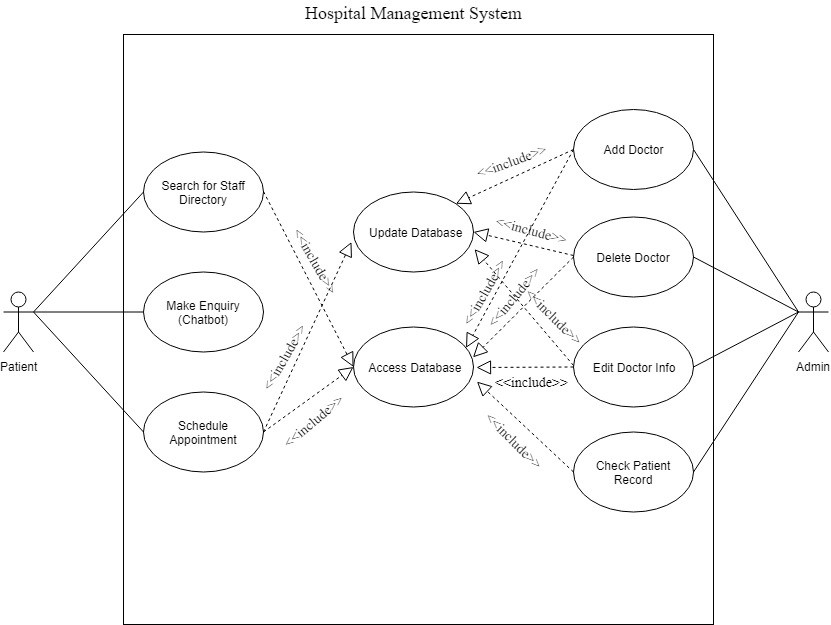 Hospital Management System
Add Doctor
<<include>>
Search for Staff
Directory
Update Database
<<include>>
Delete Doctor
<<include>>
<<include>>
<<include>>
<<include>>
Make Enquiry
(Chatbot)
<<include>>
Patient
Access Database
Edit Doctor Info
Admin
<<include>>
<<include>>
<<include>>
Schedule
Appointment
<<include>>
Check Patient
Record